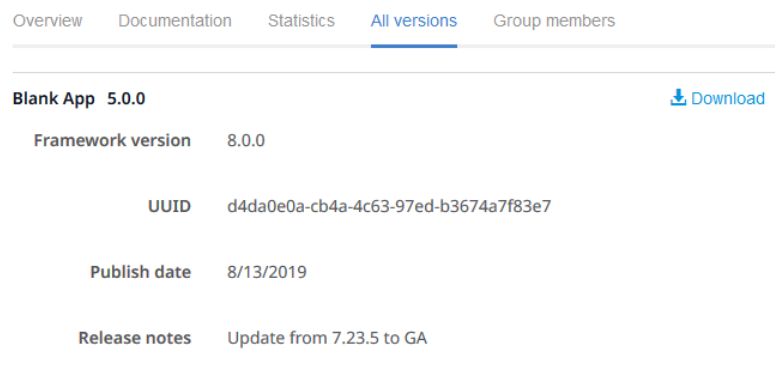 Overview Documentation Statistics All versions Group members
Blank App 5.0.0 Download
Framework version 8.0.0
UUID d4da0e0a-cb4a-4c63-97ed-b3674a7f83e7
Publish date 8/13/2019
Release notes Update from 7.23.5 to GA